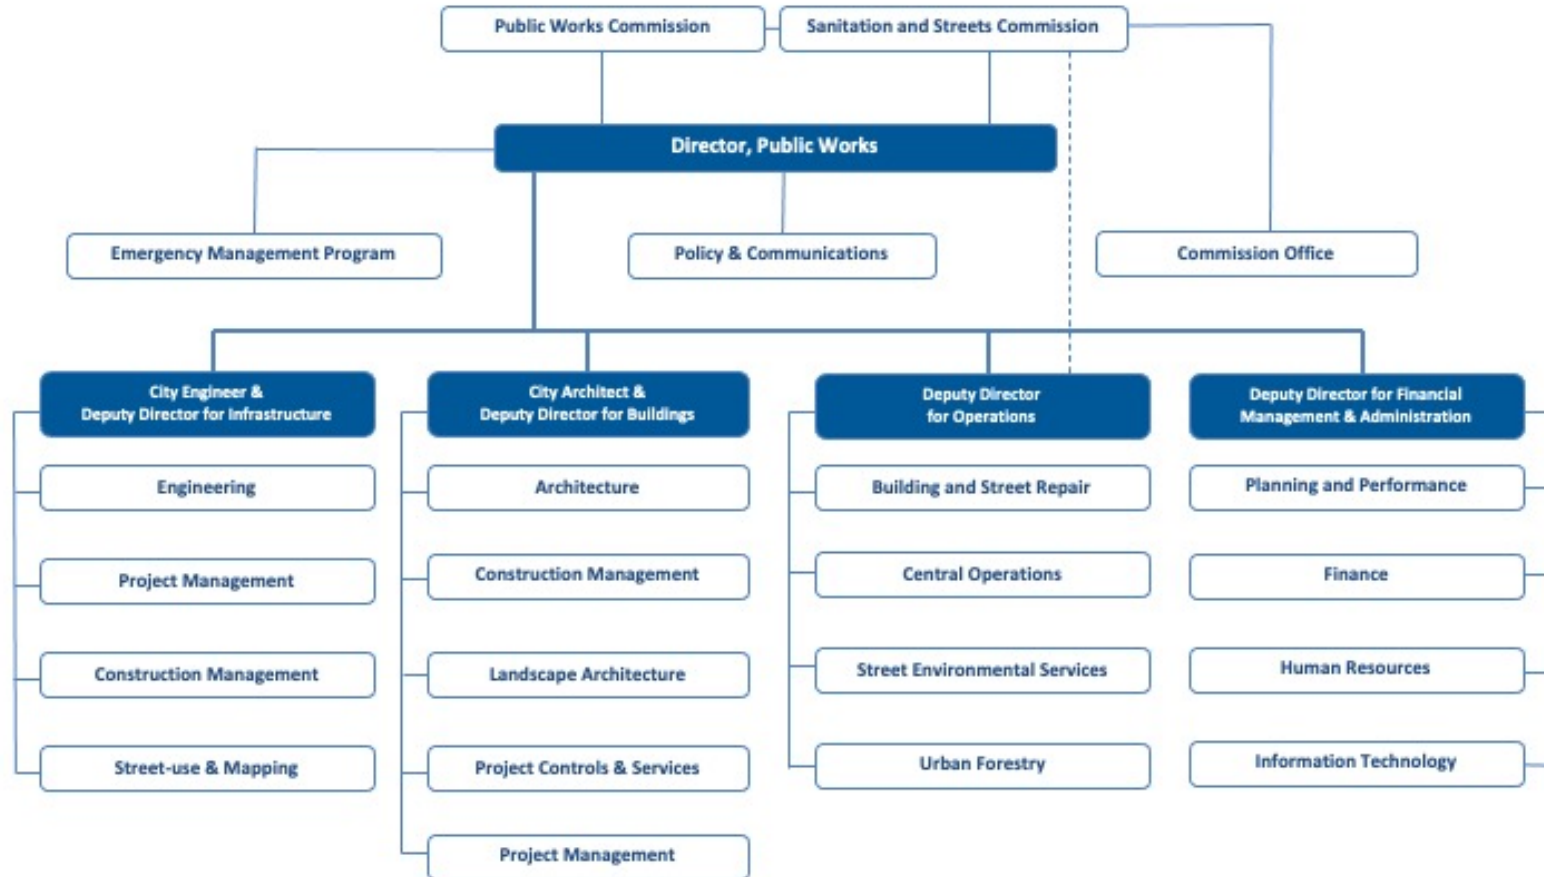 Public Works Commission
Sanitation and Streets Commission
Director, Public Works
Emergency Management Program
Policy & Communications
Commission Office
City Engineer &
Deputy Director for Infrastructure
City Architect &
Deputy Director for Buildings
Deputy Director
for Operations
Deputy Director for Financial
Management & Administration
Engineering
Architecture
Building and Street Repair
Planning and Performance
Project Management
Construction Management
Central Operations
Finance
Construction Management
Landscape Architecture
Street Environmental Services
Human Resources
Street-use & Mapping
Project Controls & Services
Urban Forestry
Information Technology
Project Management